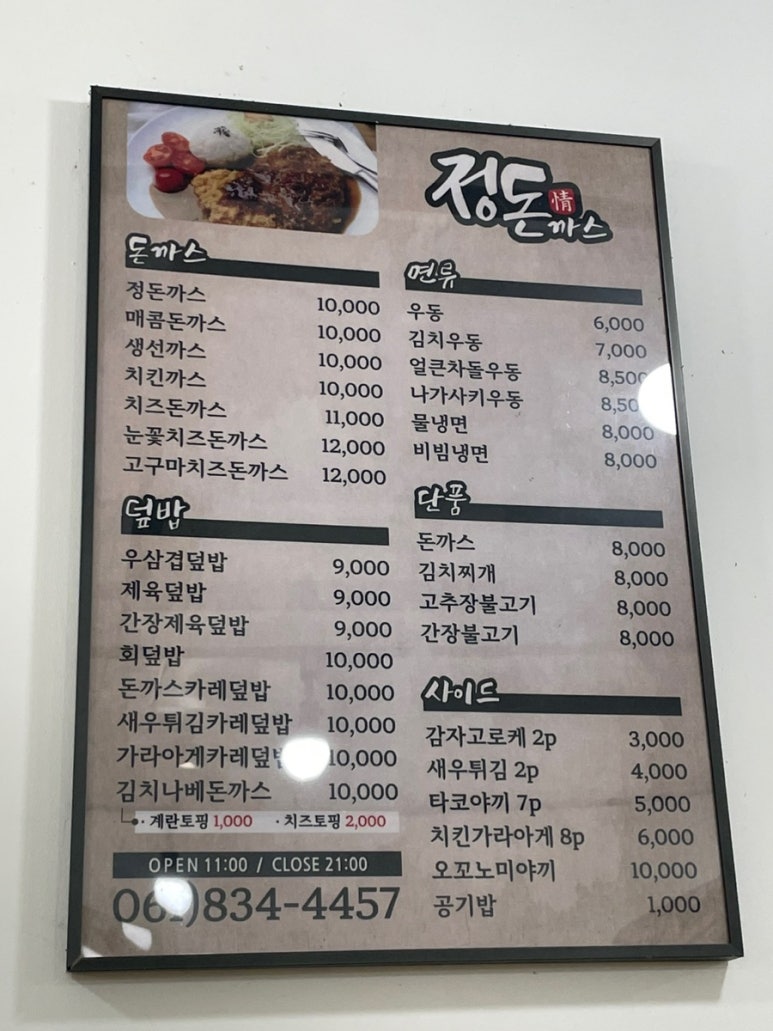 정돈까스
情
돈까스
정돈까스 10,000
매콤돈까스 10,000
생선까스 10,000
치킨까스 10,000
치즈돈까스 11,000
눈꽃치즈돈까스 12,000
고구마치즈돈까스 12,000
덮밥
우삼겹덮밥 9,000
제육덮밥 9,000
간장제육덮밥 9,000
회덮밥 10,000
돈까스카레덮밥 10,000
새우튀김카레덮밥 10,000
가라아게카레덮밥 10,000
김치나베돈까스 10,000
· 계란토핑 1,000 · 치즈토핑 2,000
OPEN 11:00 / CLOSE 21:00
061)834-4457
면류
우동 6,000
김치우동 7,000
얼큰차돌우동 8,500
나가사키우동 8,500
물냉면 8,000
비빔냉면 8,000
단품
돈까스 8,000
김치찌개 8,000
고추장불고기 8,000
간장불고기 8,000
사이드
감자고로케 2p 3,000
새우튀김 2p 4,000
타코야끼 7p 5,000
치킨가라아게 8p 6,000
오꼬노미야끼 10,000
공기밥 1,000